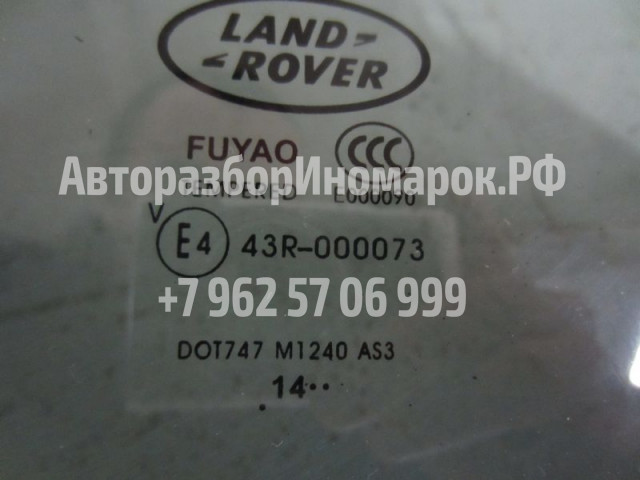 LAND
ROVER
FUYAO CCC
АвторазборИномарок.РФ
TEMPERED E000090
V
E4 43R-000073
+7 962 57 06 999
DOT747 M1240 AS3
.14..